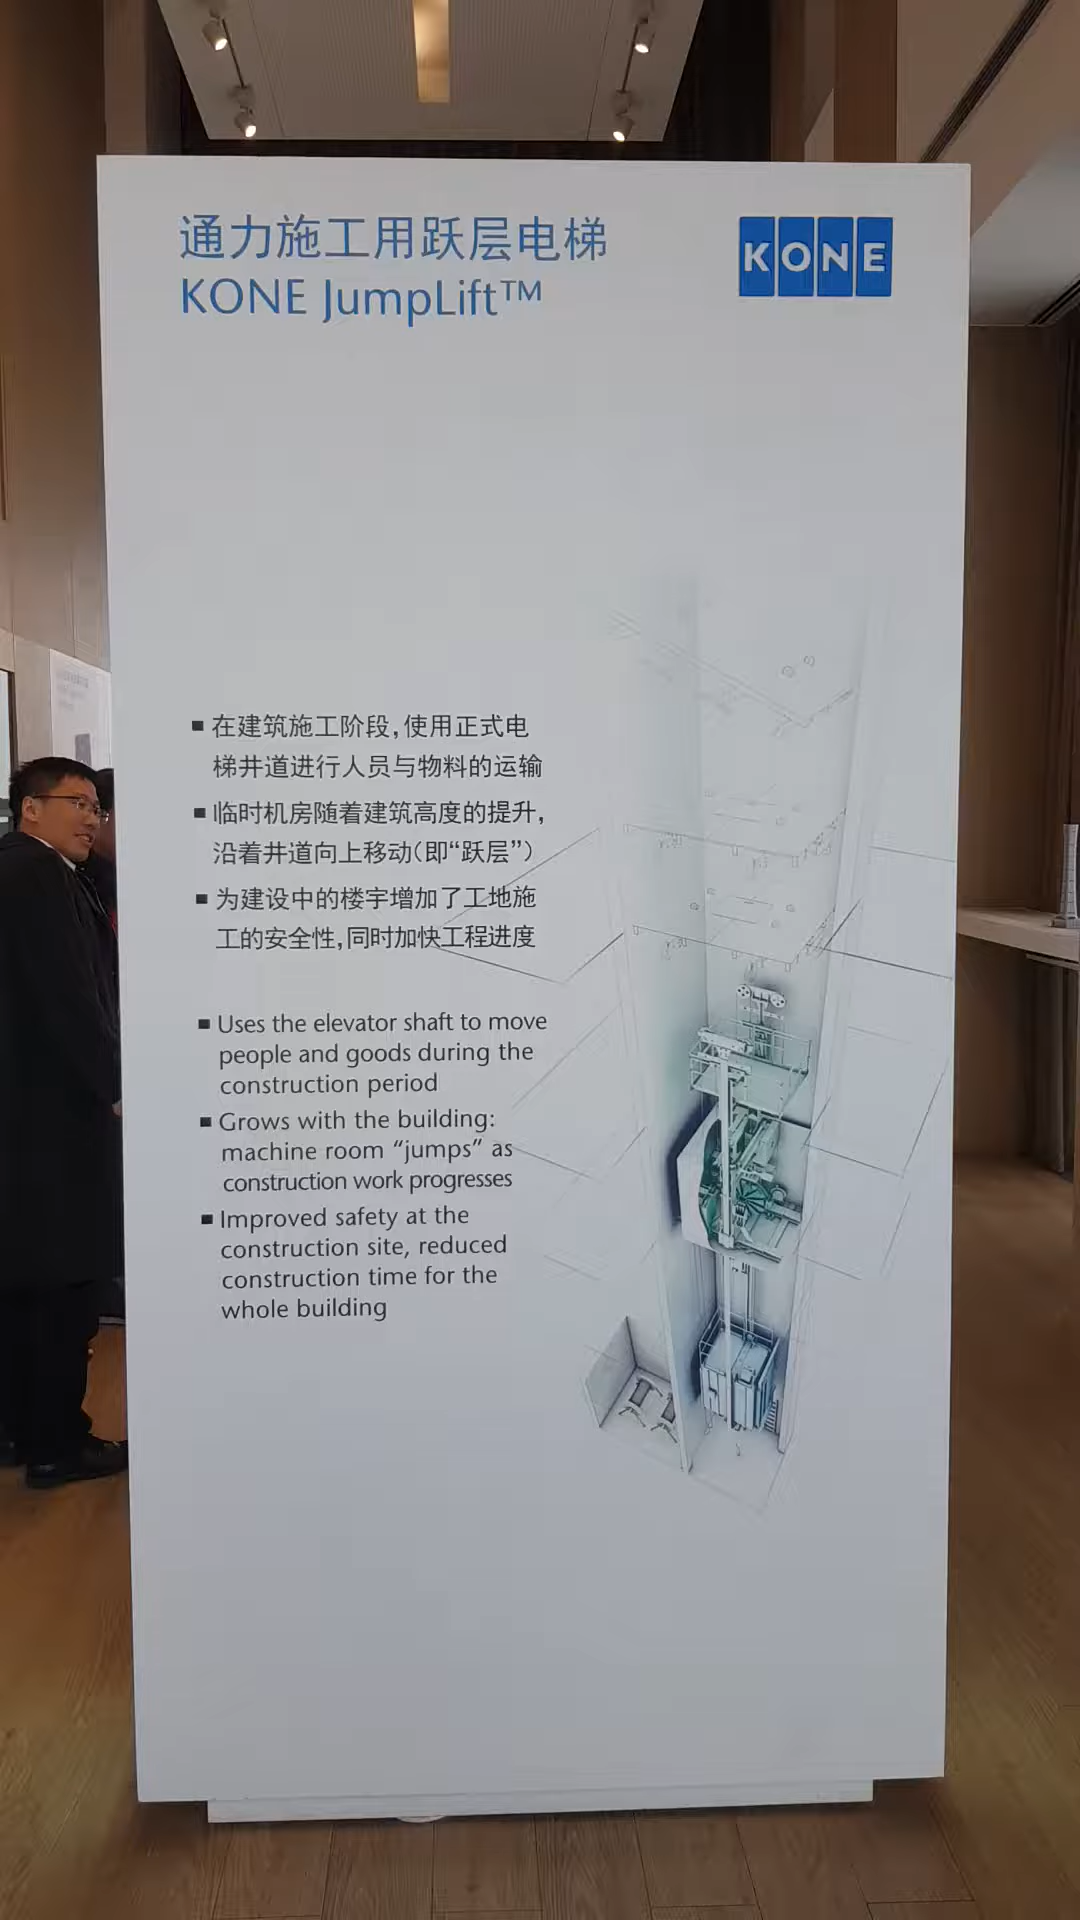 通力施工用跃层电梯
KONE JumpLift™
KONE
■ 在建筑施工阶段，使用正式电
梯井道进行人员与物料的运输
■ 临时机房随着建筑高度的提升，
沿着井道向上移动（即“跃层”）
■ 为建设中的楼宇增加了工地施
工的安全性，同时加快工程进度
■ Uses the elevator shaft to move
people and goods during the
construction period
■ Grows with the building:
machine room “jumps” as
construction work progresses
■ Improved safety at the
construction site, reduced
construction time for the
whole building